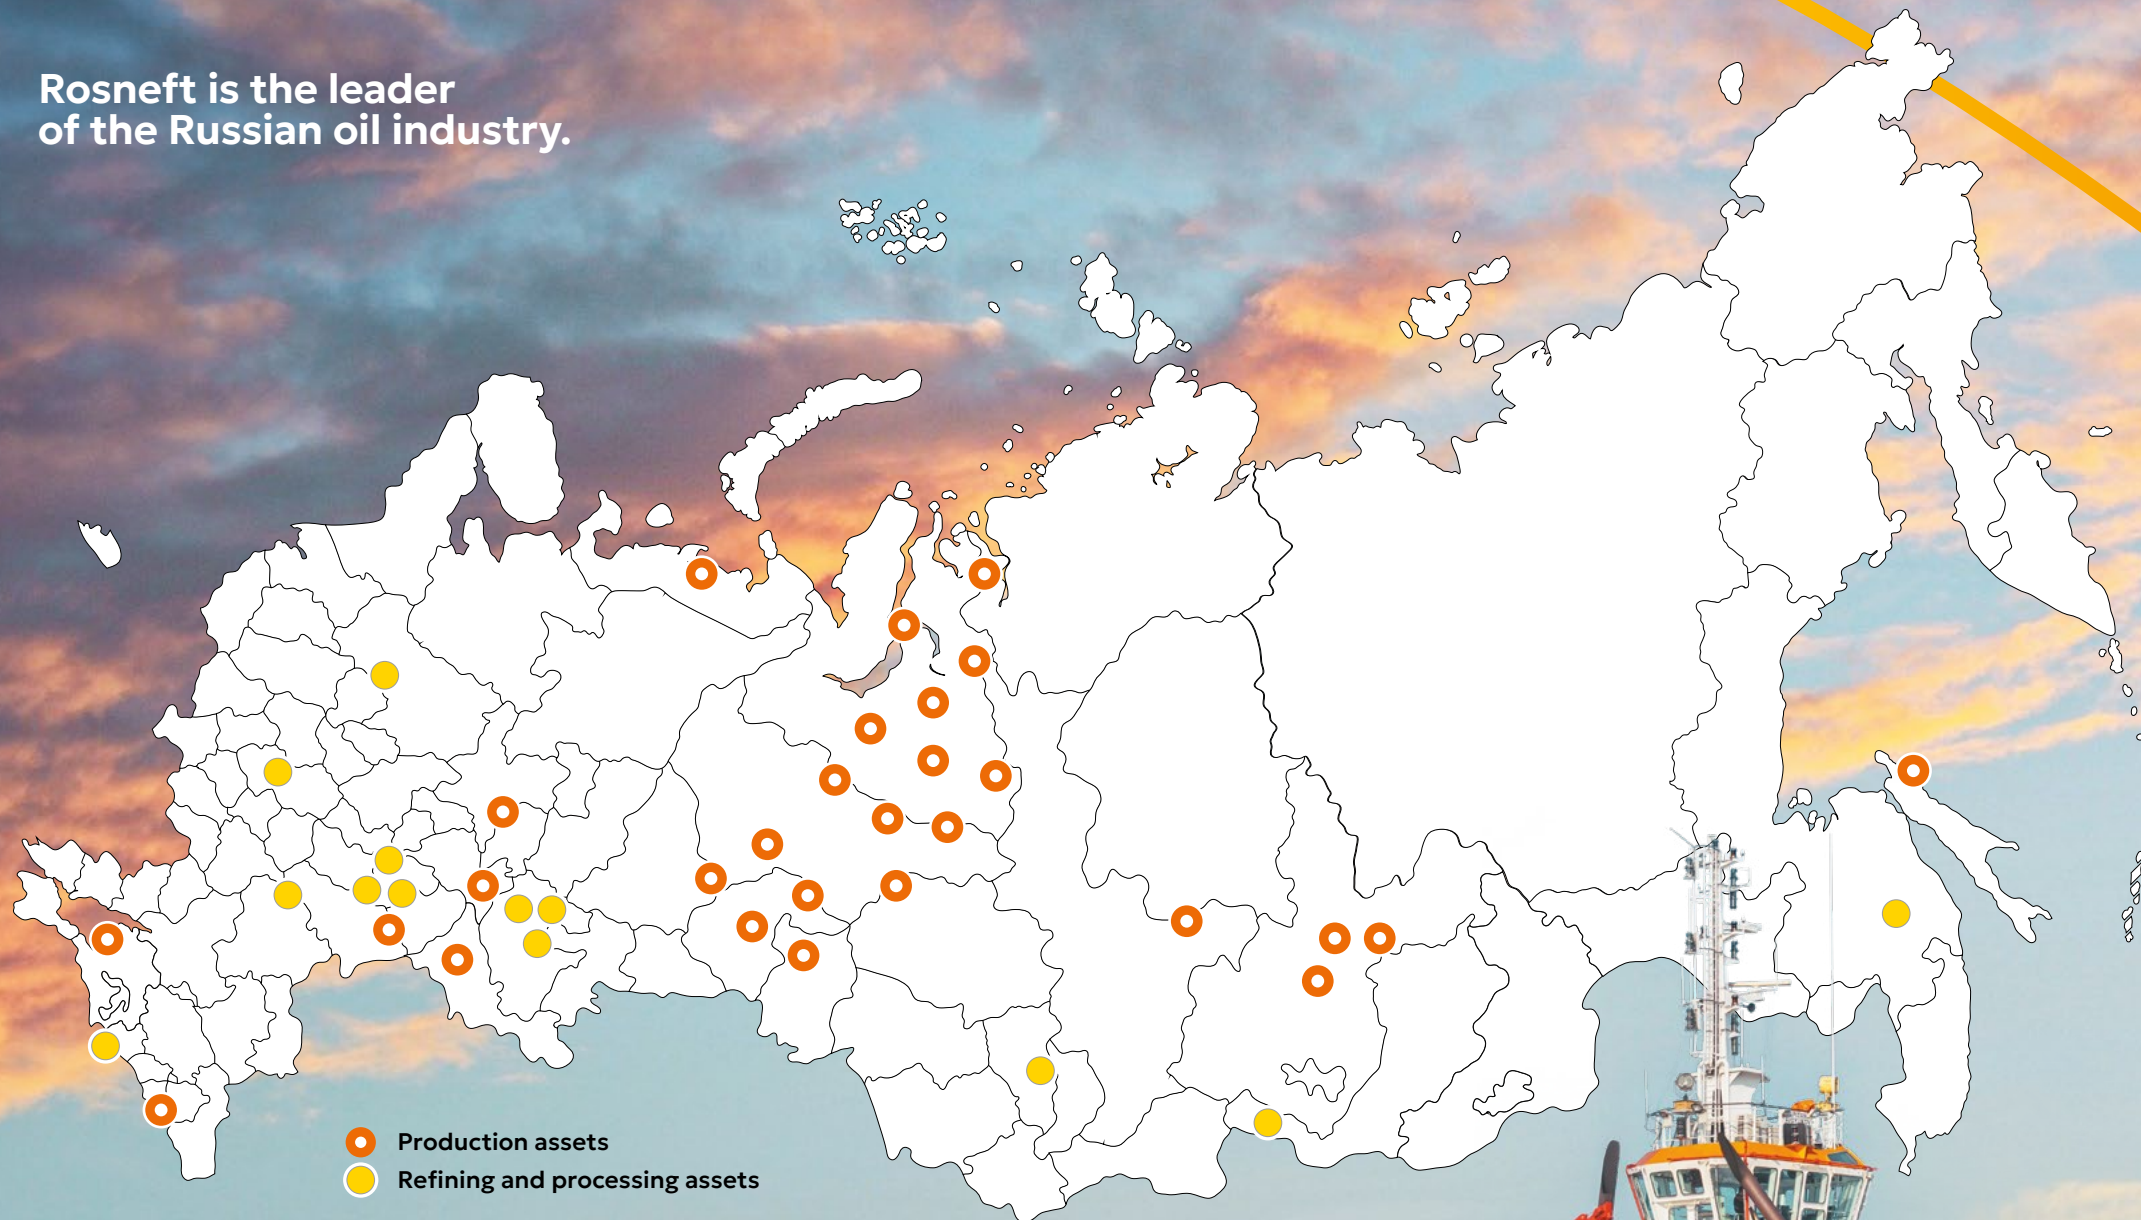 Rosneft is the leader
of the Russian oil industry.
Production assets
Refining and processing assets